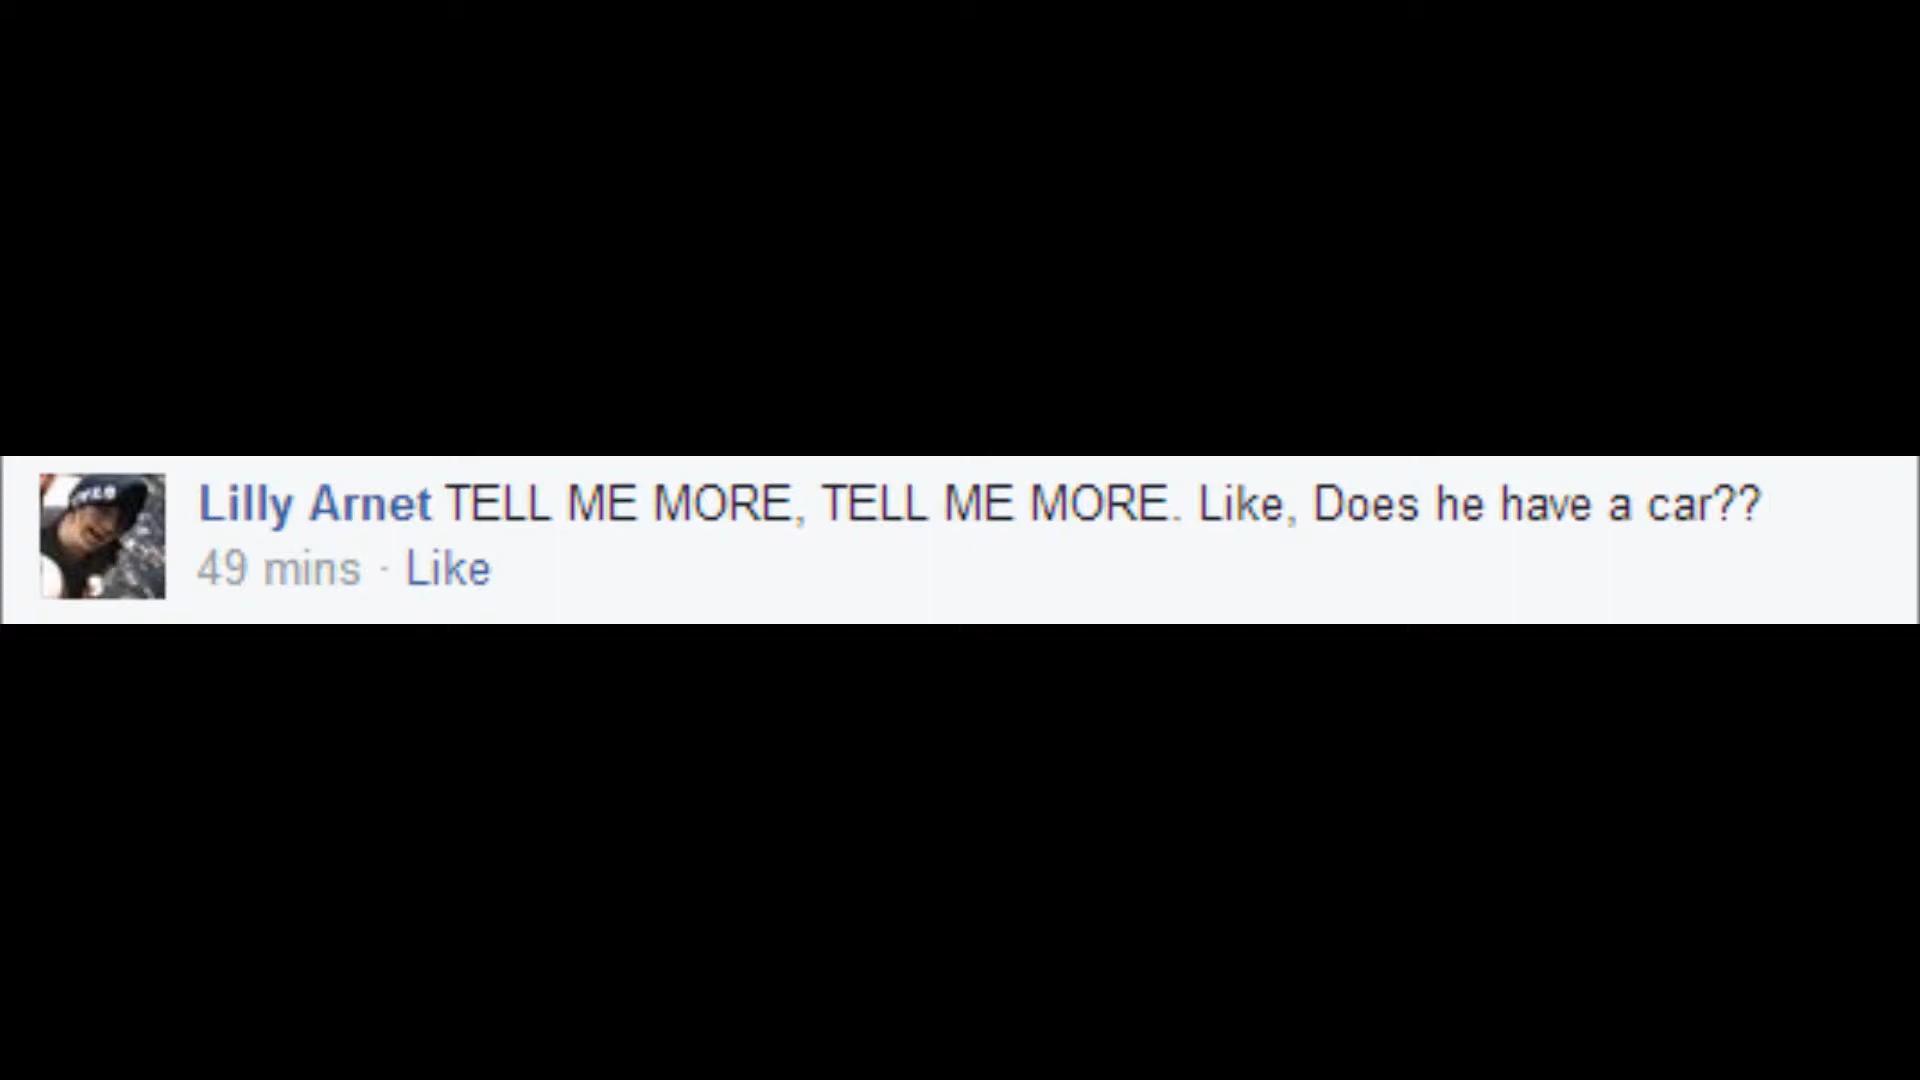 Lilly Arnet TELL ME MORE, TELL ME MORE. Like, Does he have a car??
49 mins · Like